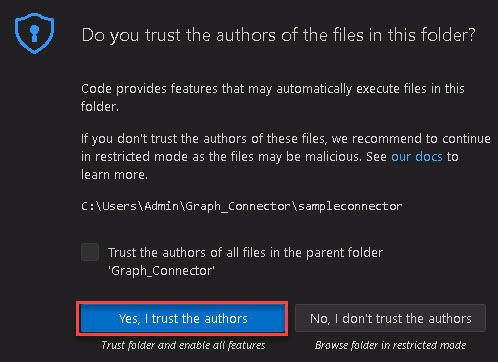 Do you trust the authors of the files in this folder?
Code provides features that may automatically execute files in this
folder.
If you don't trust the authors of these files, we recommend to continue
in restricted mode as the files may be malicious. See our docs to
learn more.
C:\Users\Admin\Graph_Connector\sampleconnector
Trust the authors of all files in the parent folder
'Graph_Connector'
Yes, I trust the authors
No, I don't trust the authors
Trust folder and enable all features
Browse folder in restricted mode